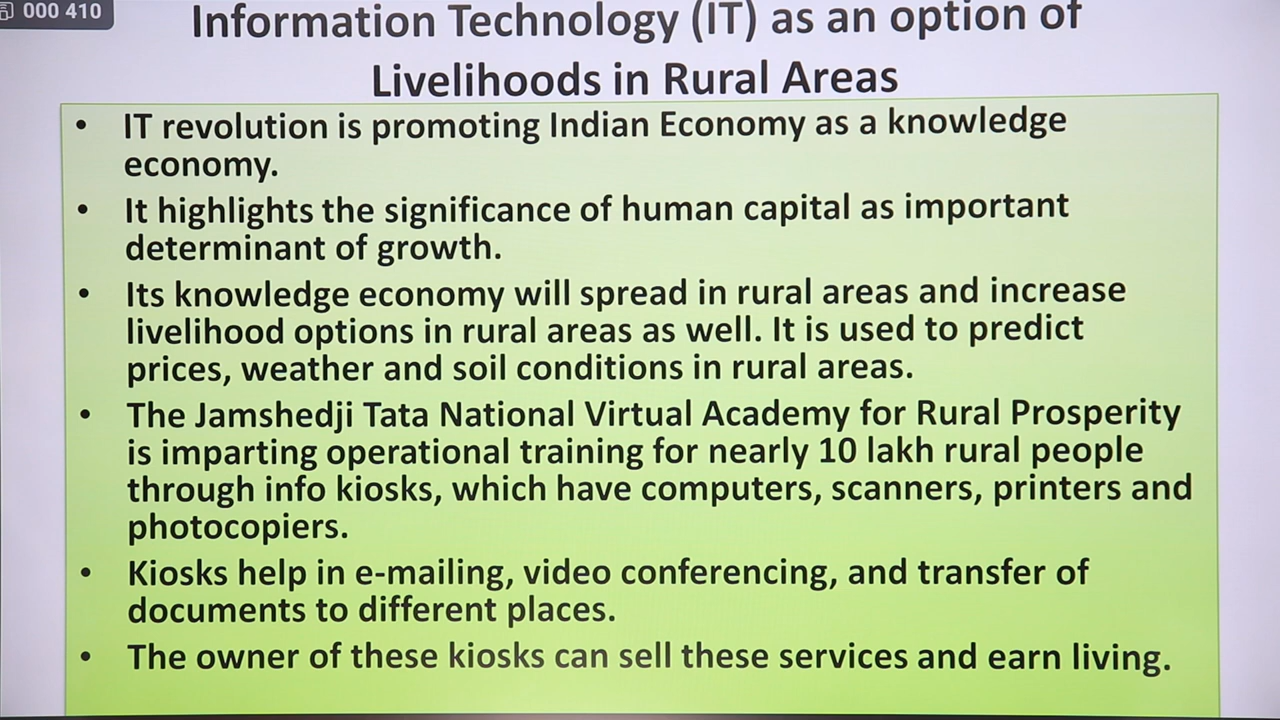 000 410
Information Technology (IT) as an option of
Livelihoods in Rural Areas
• IT revolution is promoting Indian Economy as a knowledge
economy.
• It highlights the significance of human capital as important
determinant of growth.
• Its knowledge economy will spread in rural areas and increase
livelihood options in rural areas as well. It is used to predict
prices, weather and soil conditions in rural areas.
• The Jamshedji Tata National Virtual Academy for Rural Prosperity
is imparting operational training for nearly 10 lakh rural people
through info kiosks, which have computers, scanners, printers and
photocopiers.
• Kiosks help in e-mailing, video conferencing, and transfer of
documents to different places.
• The owner of these kiosks can sell these services and earn living.